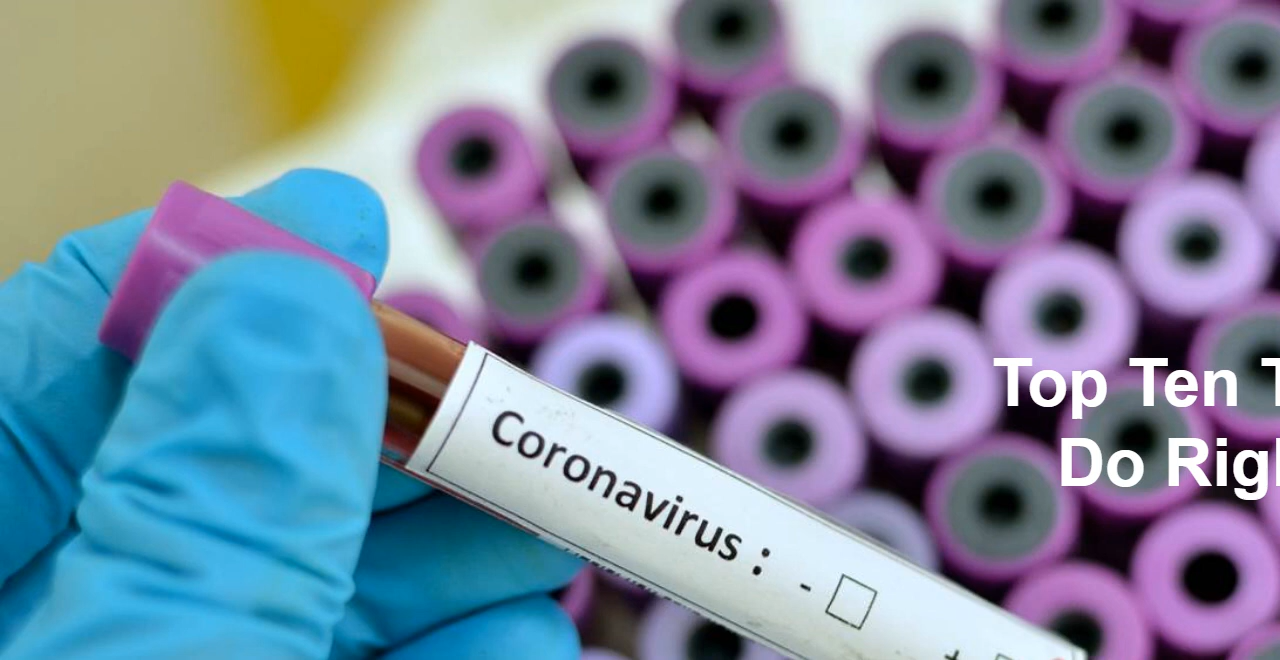 Coronavirus : - □
Top Ten
Do